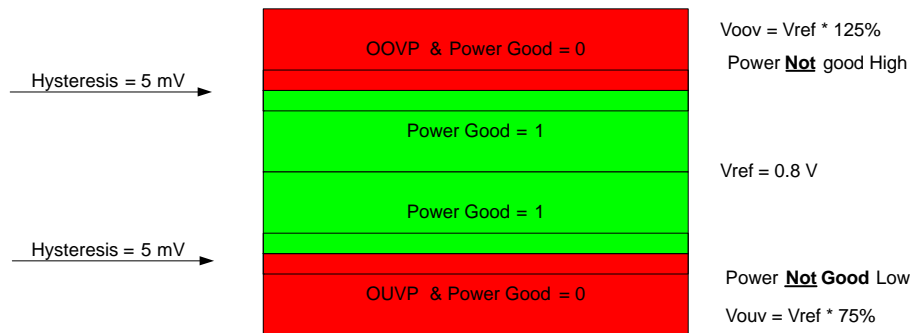 Voov = Vref * 125%
OOVP & Power Good = 0
Power Not good High
Hysteresis = 5 mV
Power Good = 1
Vref = 0.8 V
Power Good = 1
Hysteresis = 5 mV
Power Not Good Low
OUVP & Power Good = 0
Vouv = Vref * 75%